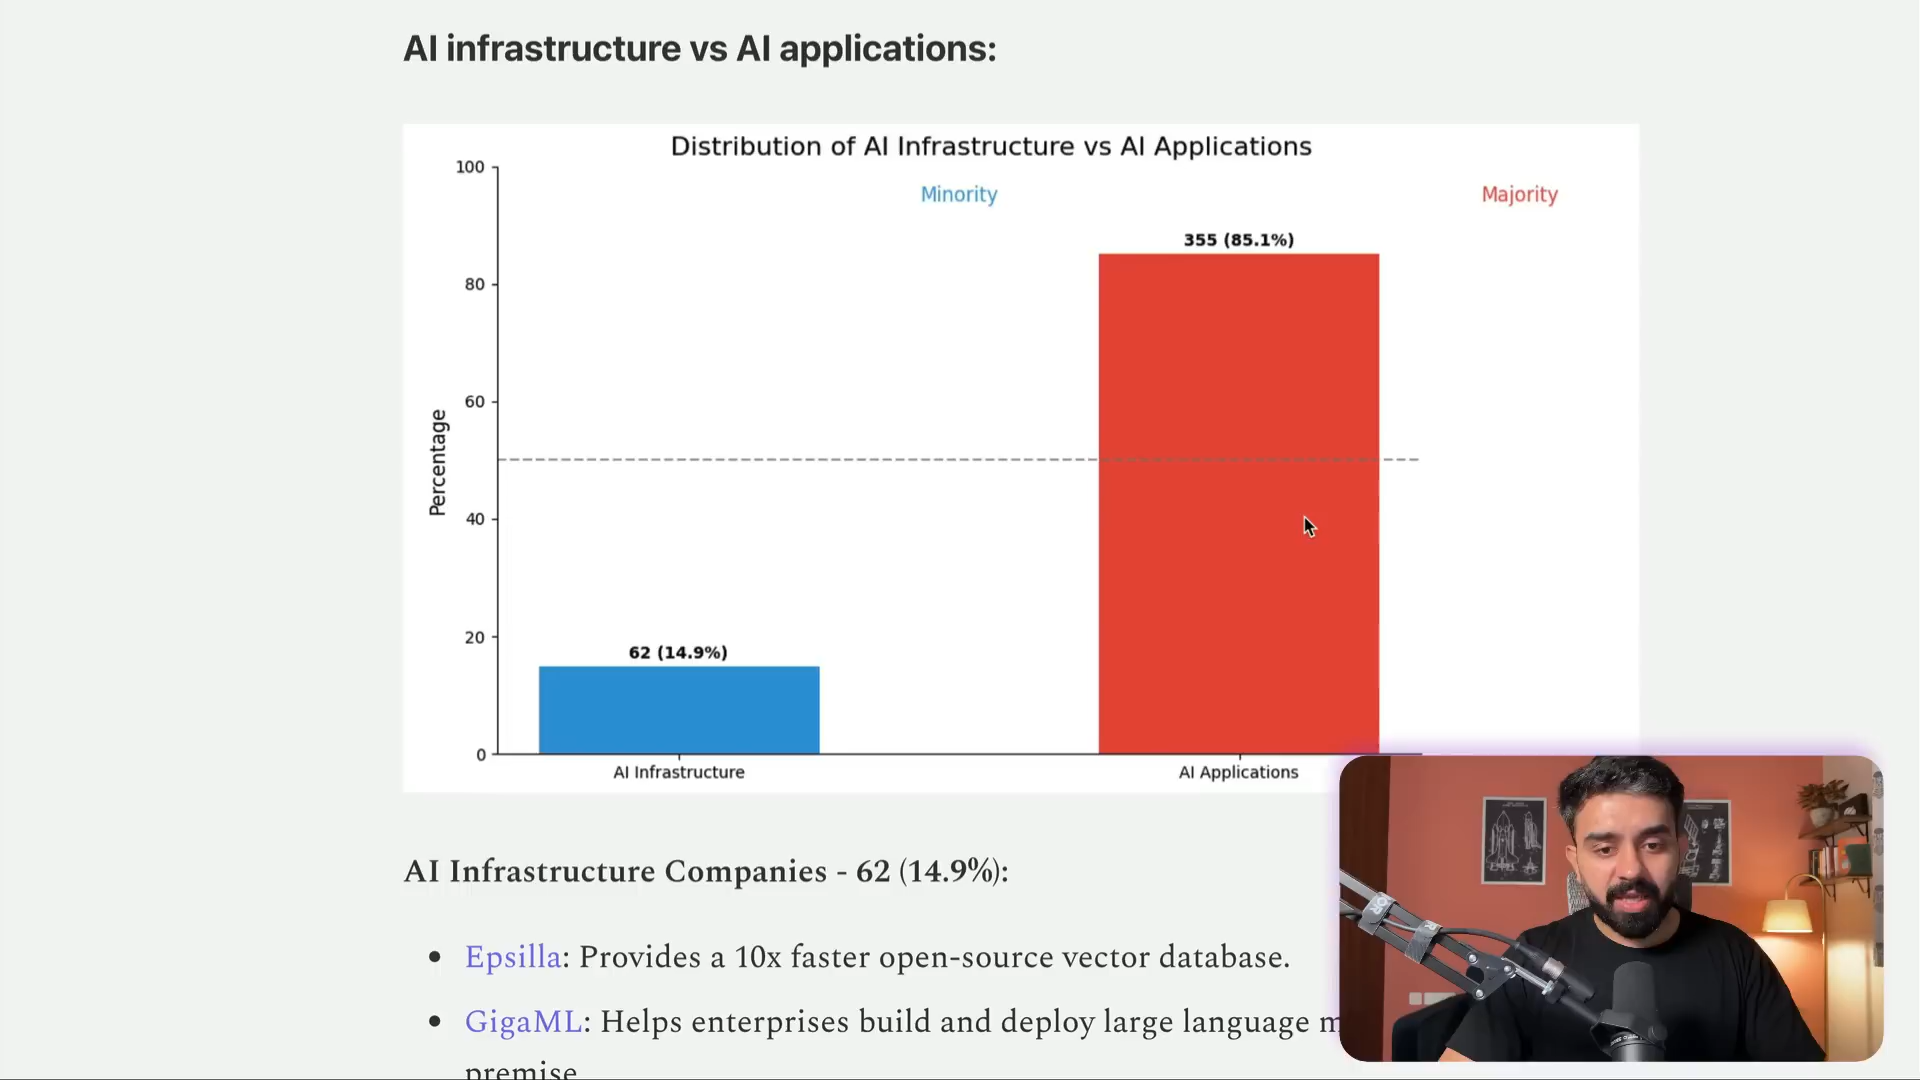 AI infrastructure vs AI applications:
Distribution of AI Infrastructure vs AI Applications
100
Minority
Majority
355 (85.1%)
80
60
Percentage
40
20
62 (14.9%)
0
AI Infrastructure
AI Applications
AI Infrastructure Companies - 62 (14.9%):
Epsilla: Provides a 10x faster open-source vector database.
GigaML: Helps enterprises build and deploy large language
premise